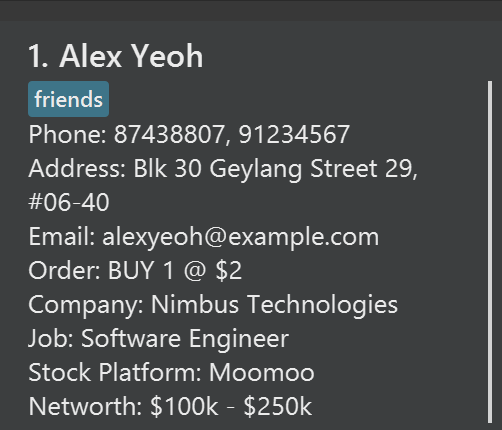 1. Alex Yeoh
friends
Phone: 87438807, 91234567
Address: Blk 30 Geylang Street 29,
#06-40
Email: alexyeoh@example.com
Order: BUY 1 @ $2
Company: Nimbus Technologies
Job: Software Engineer
Stock Platform: Moomoo
Networth: $100k - $250k